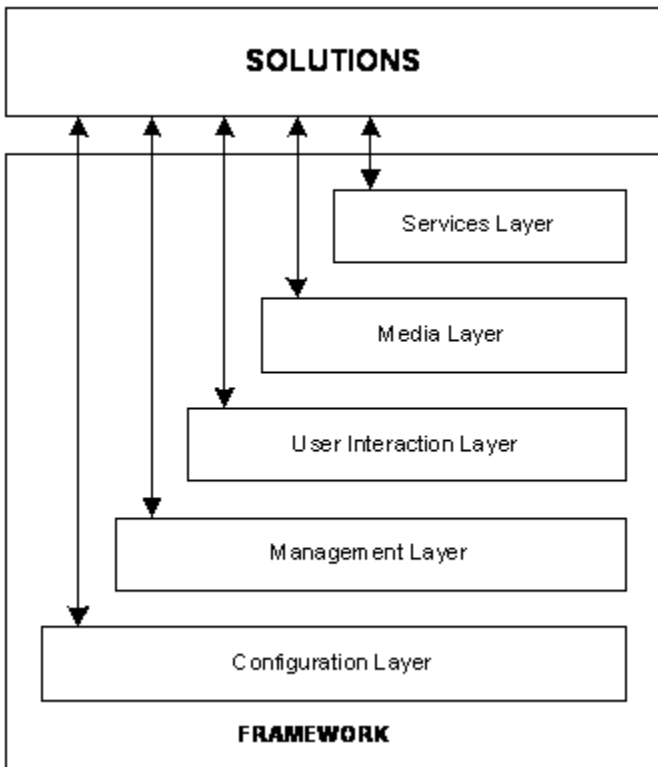 SOLUTIONS
Services Layer
Media Layer
User Interaction Layer
Management Layer
Configuration Layer
FRAMEWORK